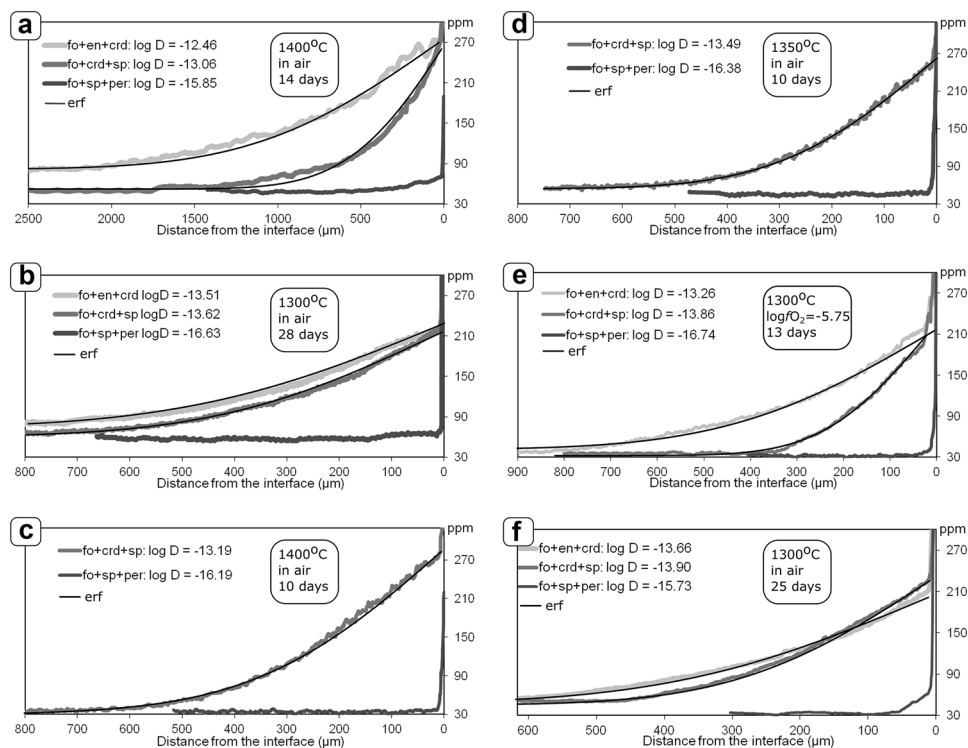 a
fo+en+crd: log D = -12.46
fo+crd+sp: log D = -13.06
fo+sp+per: log D = -15.85
erf
1400°C
in air
14 days
ppm
270
210
150
90
30
2500 2000 1500 1000 500 0
Distance from the interface (µm)
d
fo+crd+sp: log D = -13.49
fo+sp+per: log D = -16.38
erf
1350°C
in air
10 days
ppm
270
210
150
90
30
800 700 600 500 400 300 200 100 0
Distance from the interface (µm)
b
fo+en+crd logD = -13.51
fo+crd+sp logD = -13.62
fo+sp+per logD = -16.63
erf
1300°C
in air
28 days
ppm
270
210
150
90
30
800 700 600 500 400 300 200 100 0
Distance from the interface (µm)
e
fo+en+crd: log D = -13.26
fo+crd+sp: log D = -13.86
fo+sp+per: log D = -16.74
erf
1300°C
logfO2=-5.75
13 days
ppm
270
210
150
90
30
900 800 700 600 500 400 300 200 100 0
Distance from the interface (µm)
c
fo+crd+sp: log D = -13.19
fo+sp+per: log D = -16.19
erf
1400°C
in air
10 days
ppm
270
210
150
90
30
800 700 600 500 400 300 200 100 0
Distance from the interface (µm)
f
fo+en+crd: log D = -13.66
fo+crd+sp: log D = -13.90
fo+sp+per: log D = -15.73
erf
1300°C
in air
25 days
ppm
270
210
150
90
30
600 500 400 300 200 100 0
Distance from the interface (µm)